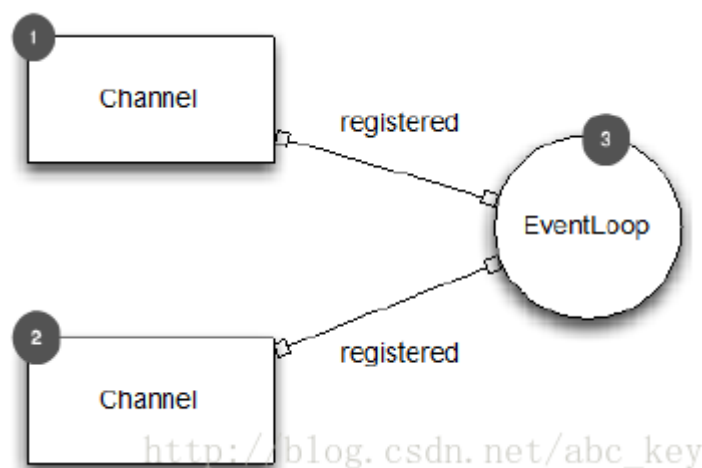 1
Channel
registered
3
EventLoop
2
registered
Channel
http://blog.csdn.net/abc_key